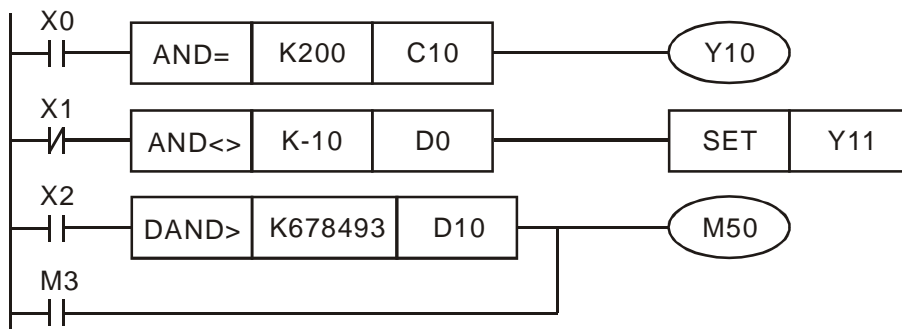 X0
AND= K200 C10 Y10
X1
AND<> K-10 D0 SET Y11
X2
DAND> K678493 D10 M50
M3